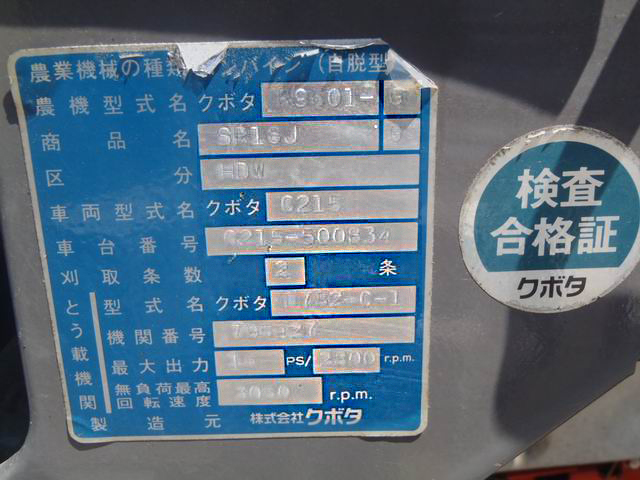 農業機械の種類 コンバイン（自脱型
農機型式名 クボタ
商品名 SR18J
区分 HDW
車両型式名 クボタ C215
車台番号 C215-500834
刈取条数 2 条
とう載機関
型式名 クボタ
機関番号
最大出力 PS/2800 r.p.m.
無負荷最高回転速度 r.p.m.
製造元 株式会社クボタ
検査
合格証
クボタ